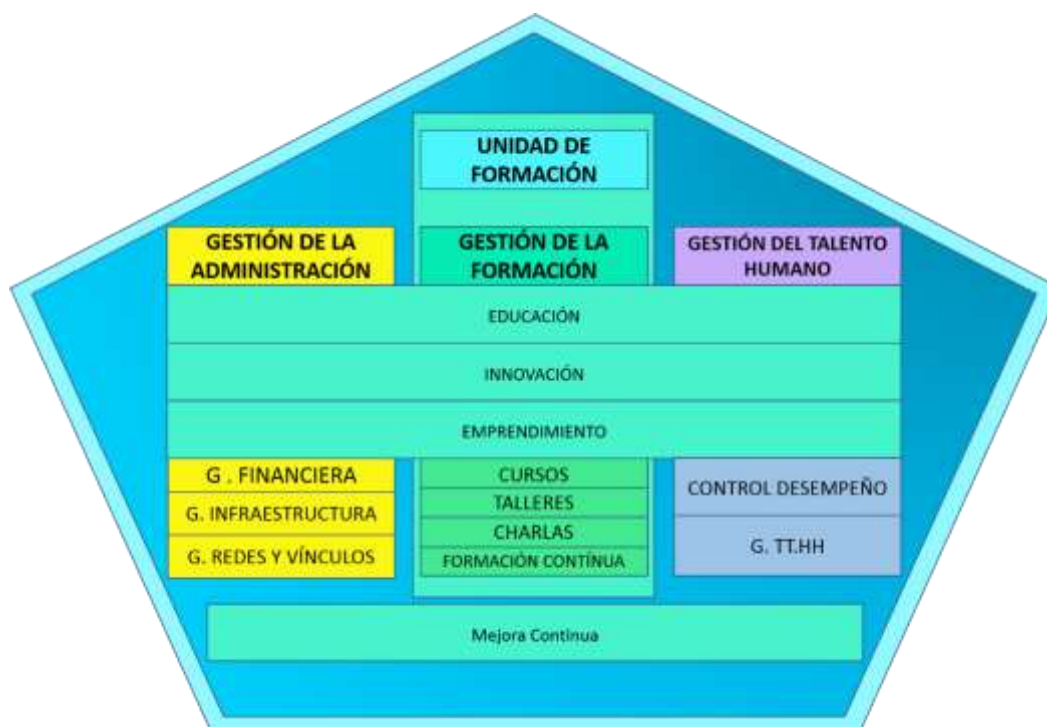 UNIDAD DE
FORMACIÓN
GESTIÓN DE LA
ADMINISTRACIÓN
GESTIÓN DE LA
FORMACIÓN
GESTIÓN DEL TALENTO
HUMANO
EDUCACIÓN
INNOVACIÓN
EMPRENDIMIENTO
G . FINANCIERA
G. INFRAESTRUCTURA
G. REDES Y VÍNCULOS
CURSOS
TALLERES
CHARLAS
FORMACIÓN CONTÍNUA
CONTROL DESEMPEÑO
G. TT.HH
Mejora Continua